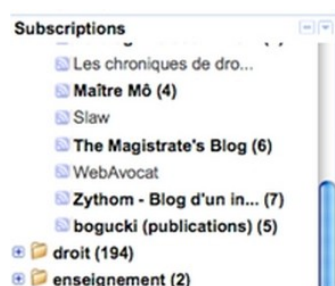 Subscriptions
Les chroniques de dro...
Maître Mô (4)
Slaw
The Magistrate's Blog (6)
WebAvocat
Zythom - Blog d'un in... (7)
bogucki (publications) (5)
droit (194)
enseignement (2)